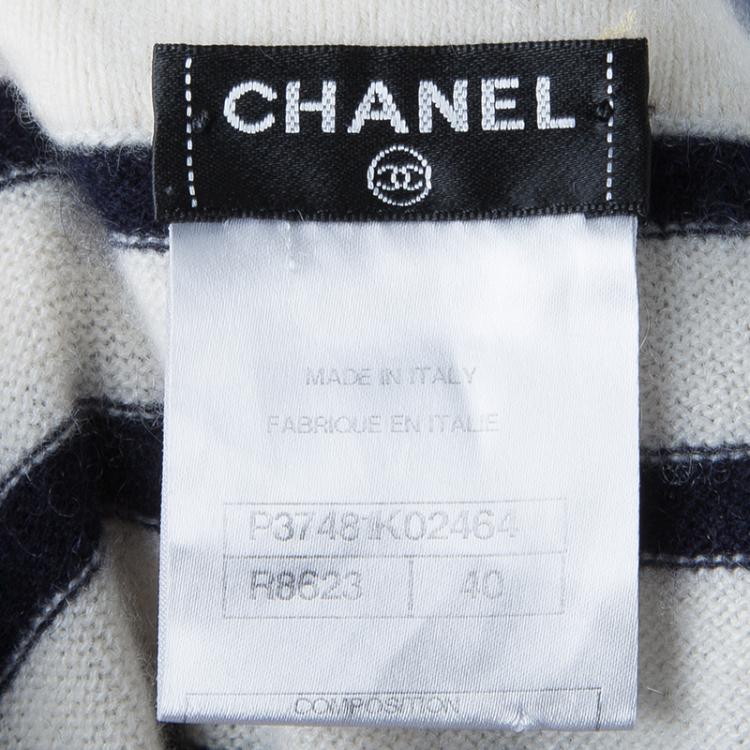 CHANEL
MADE IN ITALY
FABRIQUE EN ITALIE
P37481K02464
R8623 40
COMPOSITION